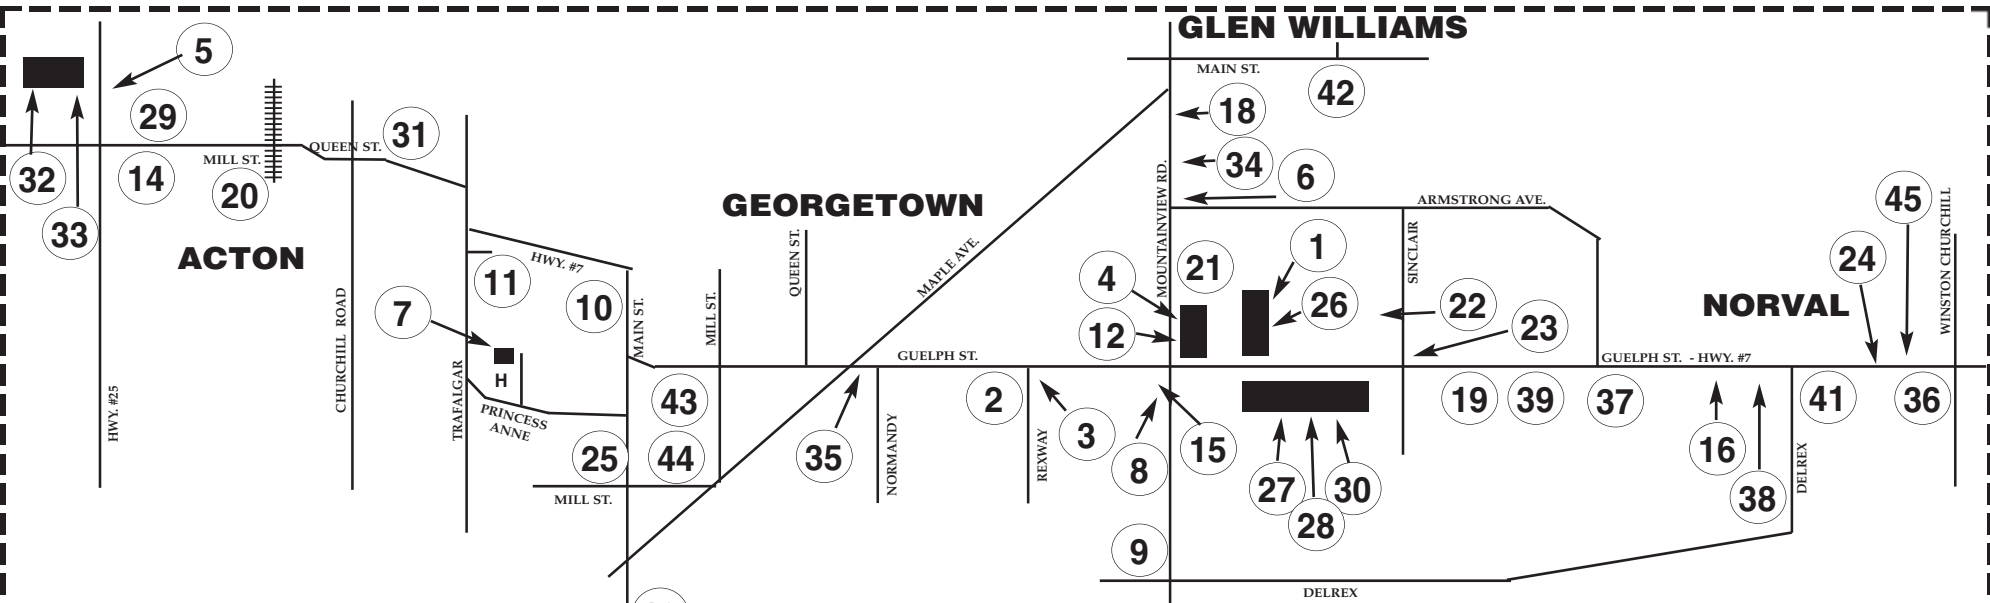 GLEN WILLIAMS
MAIN ST.
5
42
18
29
31
QUEEN ST.
MILL ST.
34
32
14
20
6
ARMSTRONG AVE.
45
33
GEORGETOWN
MOUNTAINVIEW RD.
WINSTON CHURCHILL
ACTON
HWY. #7
QUEEN ST.
MAPLE AVE.
21
1
SINCLAIR
24
11
10
4
26
22
NORVAL
7
MAIN ST.
MILL ST.
12
23
CHURCHILL ROAD
GUELPH ST.
GUELPH ST. - HWY. #7
H
TRAFALGAR
HWY. #25
PRINCESS
ANNE
43
2
19
39
37
41
36
25
44
35
NORMANDY
REXWAY
3
8
15
16
DELREX
27
30
38
28
MILL ST.
9
DELREX